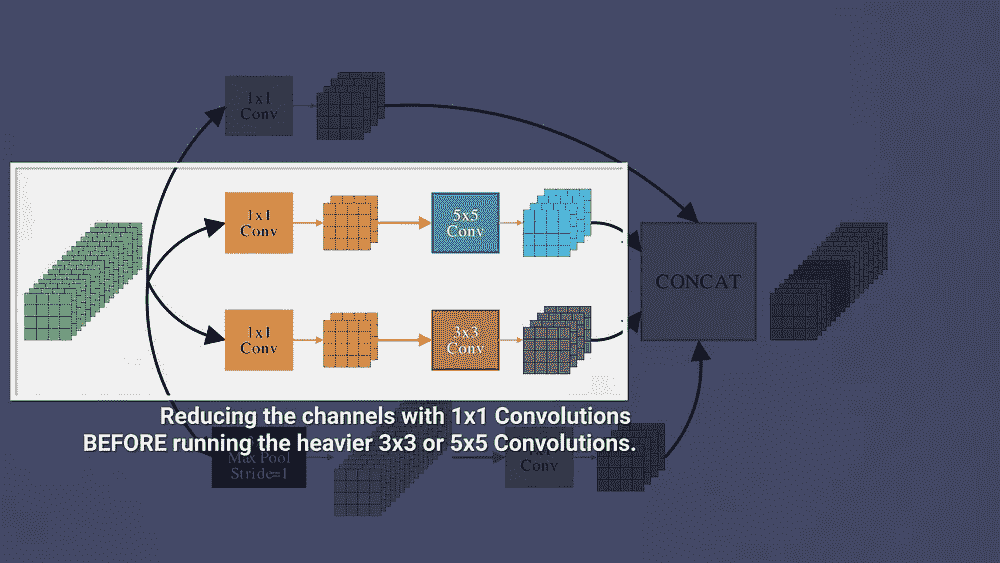 1x1
Conv
1x1
Conv
5x5
Conv
CONCAT
1x1
Conv
3x3
Conv
Reducing the channels with 1x1 Convolutions
BEFORE running the heavier 3x3 or 5x5 Convolutions.
Max Pool
Stride=1
Conv